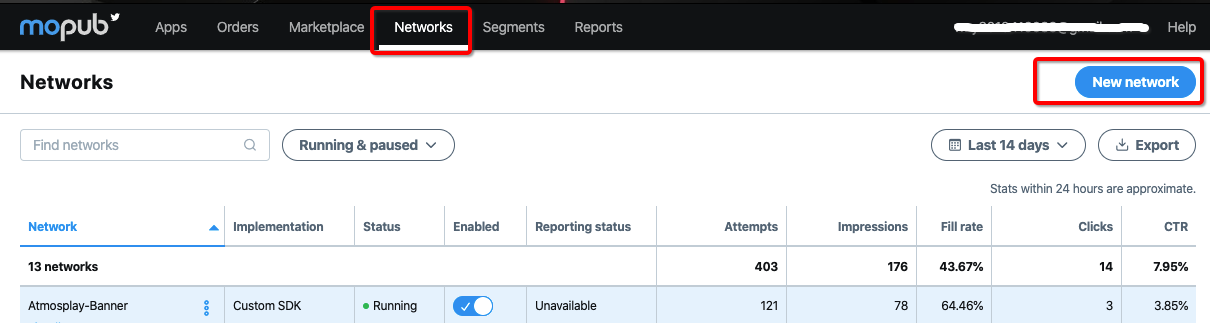 mopub Apps Orders Marketplace Networks Segments Reports Help
Networks New network
Find networks Running & paused Last 14 days Export
Stats within 24 hours are approximate.
Network Implementation Status Enabled Reporting status Attempts Impressions Fill rate Clicks CTR
13 networks 403 176 43.67% 14 7.95%
Atmosplay-Banner Custom SDK Running Unavailable 121 78 64.46% 3 3.85%